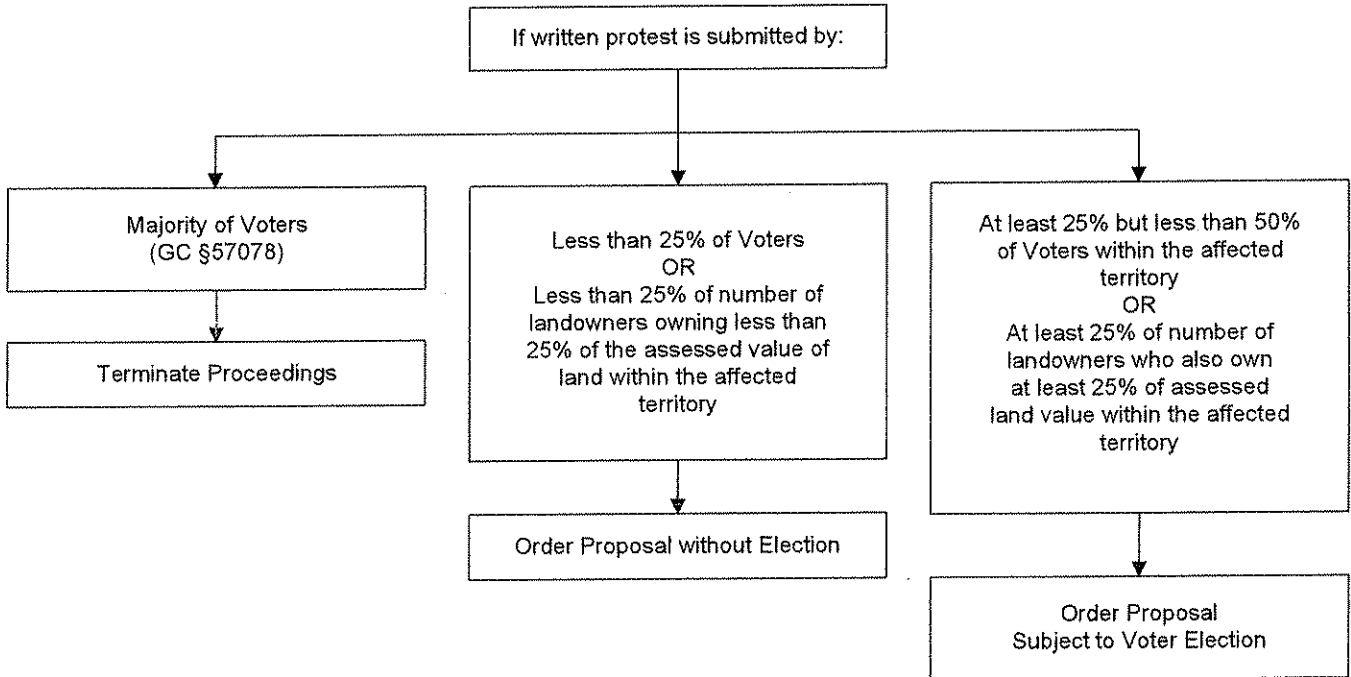 If written protest is submitted by:
Majority of Voters
(GC §57078)
Terminate Proceedings
Less than 25% of Voters
OR
Less than 25% of number of
landowners owning less than
25% of the assessed value of
land within the affected
territory
Order Proposal without Election
At least 25% but less than 50%
of Voters within the affected
territory
OR
At least 25% of number of
landowners who also own
at least 25% of assessed
land value within the affected
territory
Order Proposal
Subject to Voter Election